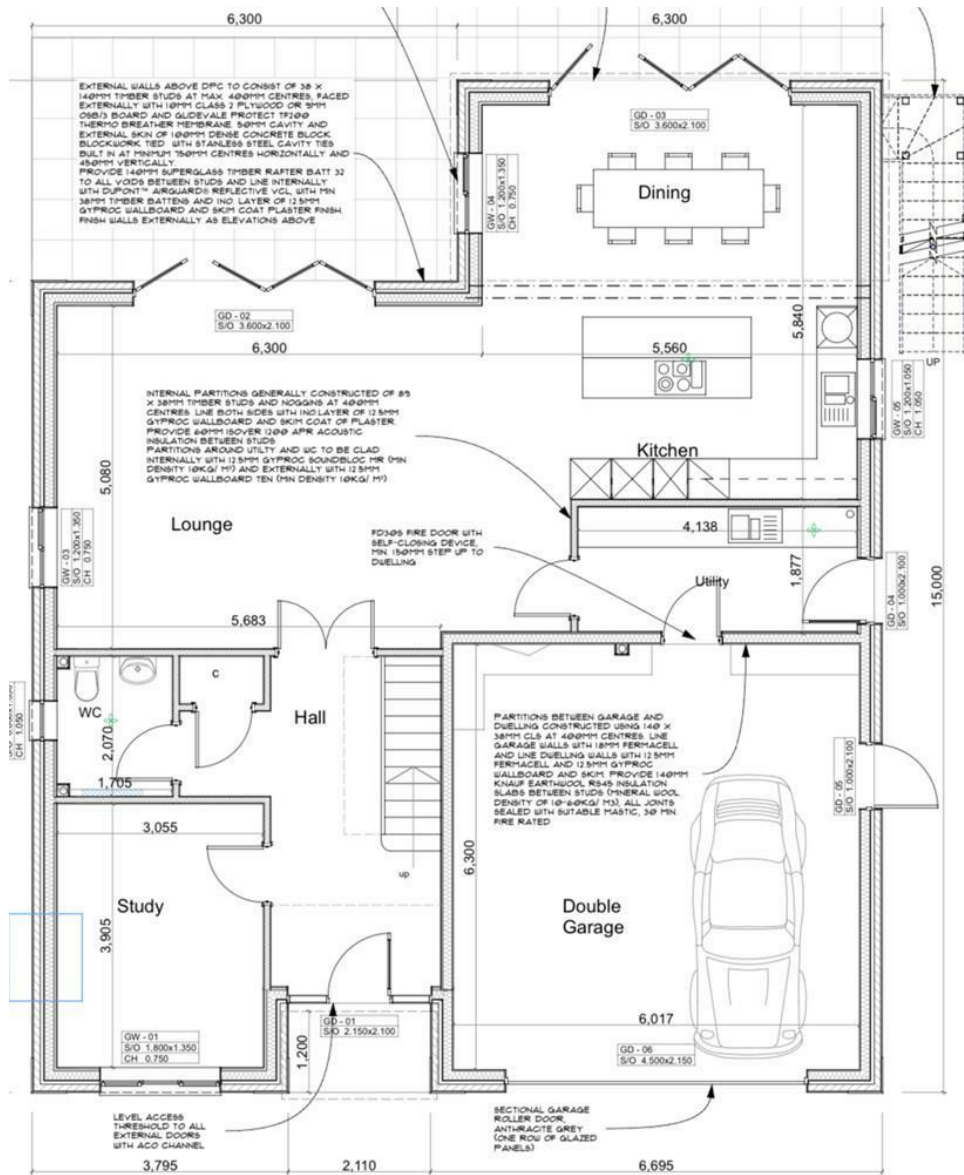 6,300
6,300
EXTERNAL WALLS ABOVE DPC TO CONSIST OF 38 X
140MM TIMBER STUDS AT MAX. 400MM CENTRES, FACED
EXTERNALLY WITH 10MM CLASS 2 PLYWOOD OR 9MM
OSB/3 BOARD AND GLIDEVALE PROTECT TF200
THERMO BREATHER MEMBRANE. 50MM CAVITY AND
EXTERNAL SKIN OF 100MM DENSE CONCRETE BLOCK.
BLOCKWORK TIED WITH STANLESS STEEL CAVITY TIES
BUILT IN AT MINIMUM 750MM CENTRES HORIZONTALLY AND
450MM VERTICALLY.
PROVIDE 140MM SUPERGLASS TIMBER RAFTER BATT 32
TO ALL VOIDS BETWEEN STUDS AND LINE INTERNALLY
WITH DUPONT™ AIRGUARD® REFLECTIVE VCL, WITH MIN
38MM TIMBER BATTENS AND 1NO. LAYER OF 12.5MM
GYPROC WALLBOARD AND SKIM COAT PLASTER FINISH.
FINISH WALLS EXTERNALLY AS ELEVATIONS ABOVE
GD - 03
S/O 3.600x2.100
GW - 04
S/O 1.200x1.350
CH 0.750
Dining
GD - 02
S/O 3.600x2.100
6,300
5,560
5,840
UP
GW - 05
S/O 1.200x1.050
CH 1.050
INTERNAL PARTITIONS GENERALLY CONSTRUCTED OF 89
X 38MM TIMBER STUDS AND NOGGINS AT 400MM
CENTRES. LINE BOTH SIDES WITH 1NO.LAYER OF 12.5MM
GYPROC WALLBOARD AND SKIM COAT OF PLASTER.
PROVIDE 60MM ISOVER 1200 APR ACOUSTIC
INSULATION BETWEEN STUDS
PARTITIONS AROUND UTILTY AND WC TO BE CLAD
INTERNALLY WITH 12.5MM GYPROC SOUNDBLOC MR (MIN
DENSITY 10KG/ M²) AND EXTERNALLY WITH 12.5MM
GYPROC WALLBOARD TEN (MIN DENSITY 10KG/ M²)
Kitchen
5,080
Lounge
GW - 03
S/O 1.200x1.350
CH 0.750
FD30S FIRE DOOR WITH
SELF-CLOSING DEVICE,
MIN. 150MM STEP UP TO
DWELLING
4,138
Utility
1,877
GD - 04
S/O 1.000x2.100
15,000
5,683
c
WC
CH 1.050
2,070
1,705
Hall
PARTITIONS BETWEEN GARAGE AND
DWELLING CONSTRUCTED USING 140 X
38MM CLS AT 400MM CENTRES. LINE
GARAGE WALLS WITH 18MM FERMACELL
AND LINE DWELLING WALLS WITH 12.5MM
FERMACELL AND 12.5MM GYPROC
WALLBOARD AND SKIM. PROVIDE 140MM
KNAUF EARTHWOOL RS45 INSULATION
SLABS BETWEEN STUDS (MINERAL WOOL
DENSITY OF 10-60KG/ M3), ALL JOINTS
SEALED WITH SUITABLE MASTIC, 30 MIN.
FIRE RATED
GD - 05
S/O 1.000x2.100
3,055
6,300
up
Study
3,905
Double
Garage
6,017
GD - 01
S/O 2.150x2.100
1,200
GW - 01
S/O 1.800x1.350
CH 0.750
GD - 06
S/O 4.500x2.150
LEVEL ACCESS
THRESHOLD TO ALL
EXTERNAL DOORS
WITH ACO CHANNEL
SECTIONAL GARAGE
ROLLER DOOR,
ANTHRACITE GREY
(ONE ROW OF GLAZED
PANELS)
3,795
2,110
6,695